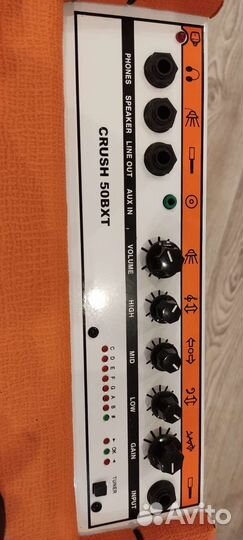 PHONES
SPEAKER
LINE OUT
AUX IN
VOLUME
HIGH
MID
LOW
GAIN
INPUT
CRUSH 50BXT
C D E F G A B #
OK
TUNER
Avito